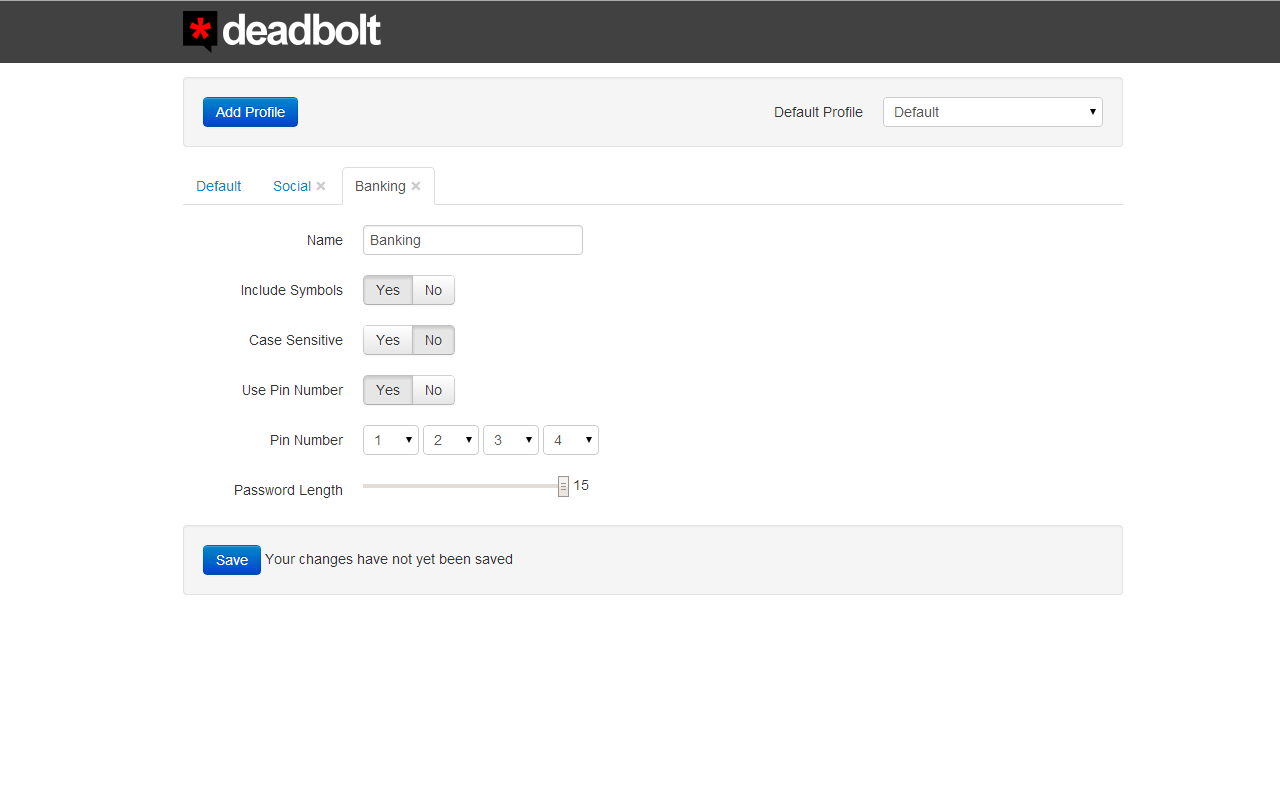 deadbolt
Add Profile Default Profile Default
Default Social Banking
Name Banking
Include Symbols Yes No
Case Sensitive Yes No
Use Pin Number Yes No
Pin Number 1 2 3 4
Password Length 15
Save Your changes have not yet been saved